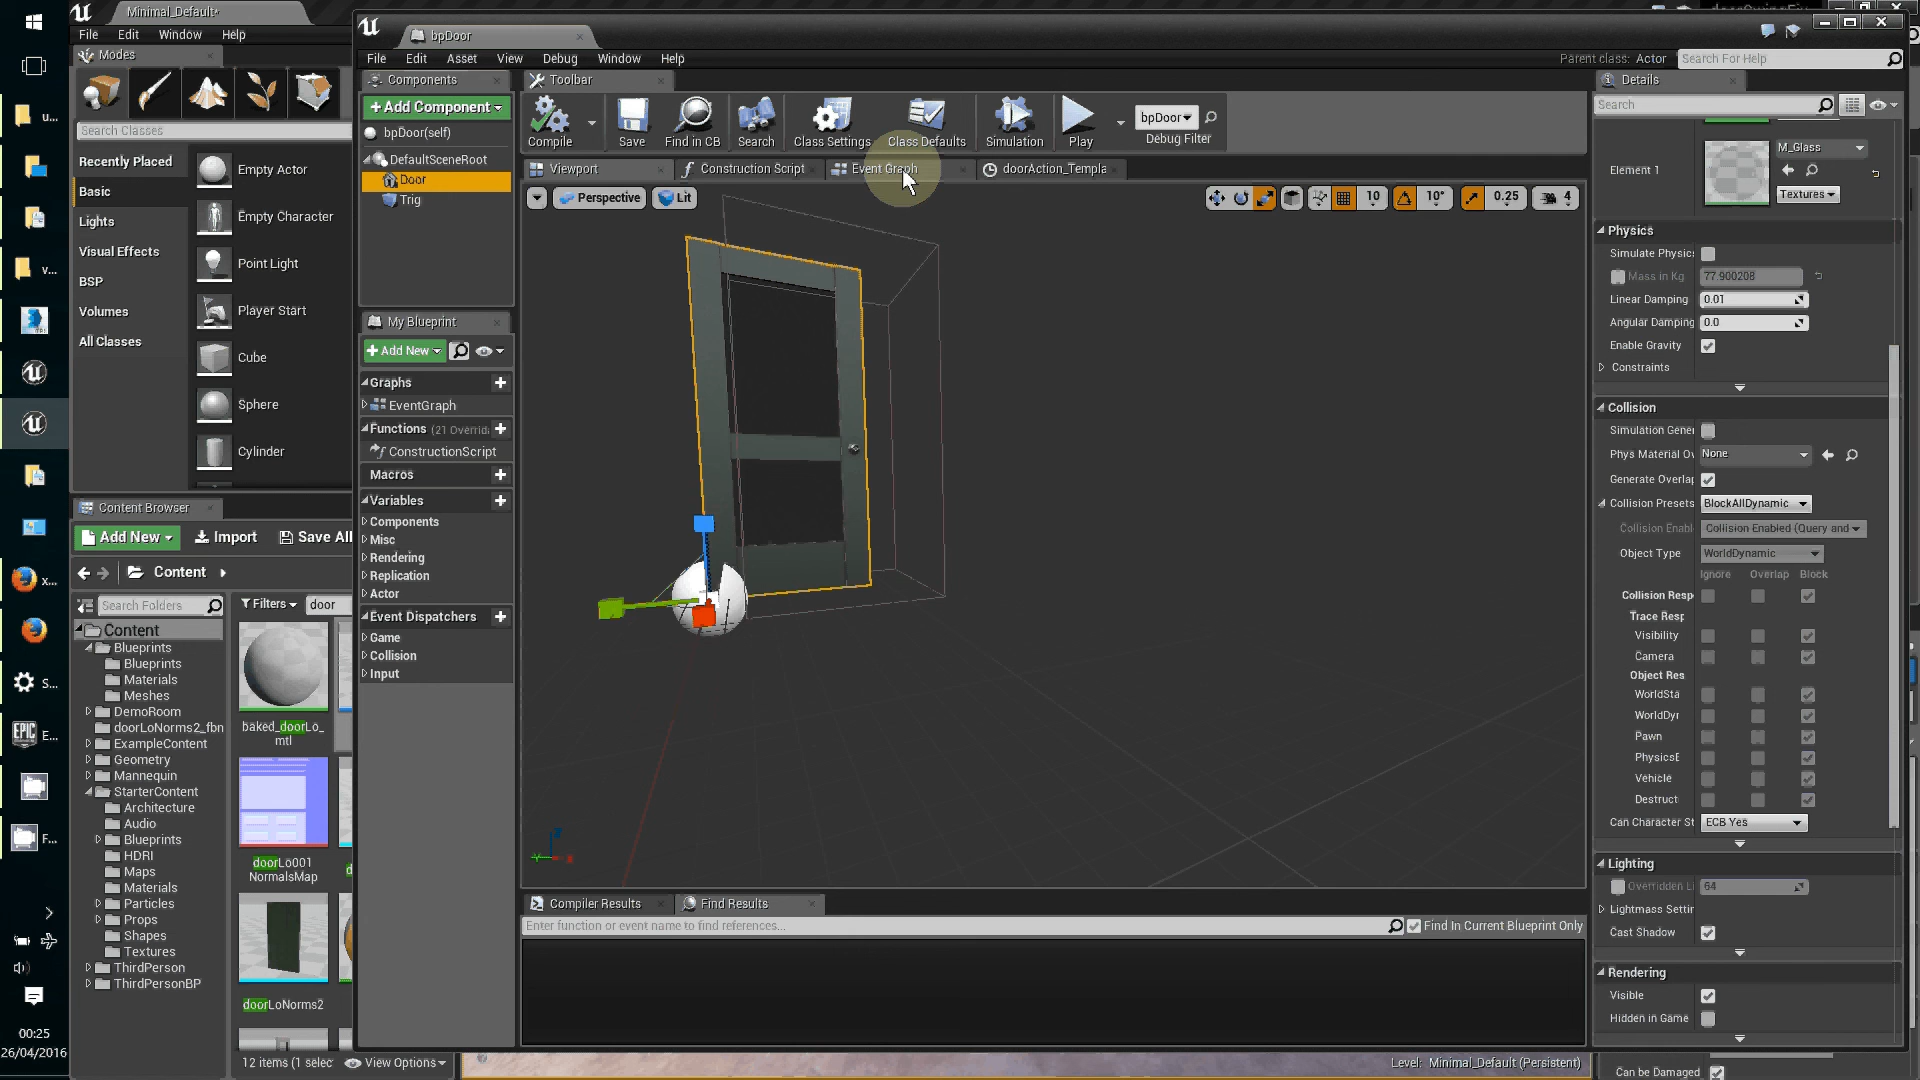 Minimal_Default*
File Edit Window Help
Modes
Search Classes
Recently Placed
Basic
Lights
Visual Effects
BSP
Volumes
All Classes
Empty Actor
Empty Character
Point Light
Player Start
Cube
Sphere
Cylinder
Content Browser
Add New
Import
Save All
Content
Search Folders
Filters
door
Content
Blueprints
Blueprints
Materials
Meshes
DemoRoom
doorLoNorms2_fbn
ExampleContent
Geometry
Mannequin
StarterContent
Architecture
Audio
Blueprints
HDRI
Maps
Materials
Particles
Props
Shapes
Textures
ThirdPerson
ThirdPersonBP
baked_doorLo_
mtl
doorLo001
NormalsMap
doorLoNorms2
12 items (1 selec
View Options
u...
v...
x...
S...
EPIC
E...
F...
00:25
26/04/2016
bpDoor
File Edit Asset View Debug Window Help
Parent class: Actor
Search For Help
Components
+Add Component
bpDoor(self)
DefaultSceneRoot
Door
Trig
My Blueprint
+Add New
Graphs
EventGraph
Functions (21 Overrida
ConstructionScript
Macros
Variables
Components
Misc
Rendering
Replication
Actor
Event Dispatchers
Game
Collision
Input
Toolbar
Compile
Save
Find in CB
Search
Class Settings
Class Defaults
Simulation
Play
bpDoor
Debug Filter
Viewport
Construction Script
Event Graph
doorAction_Templa
Perspective
Lit
10
10°
0.25
4
Compiler Results
Find Results
Enter function or event name to find references...
Find In Current Blueprint Only
Level: Minimal_Default (Persistent)
Details
Search
Element 1
M_Glass
Textures
Physics
Simulate Physics
Mass in Kg 77.900208
Linear Damping 0.01
Angular Damping 0.0
Enable Gravity
Constraints
Collision
Simulation Gener
Phys Material Ov None
Generate Overlap
Collision Presets BlockAllDynamic
Collision Enabl Collision Enabled (Query and
Object Type WorldDynamic
Ignore Overlap Block
Collision Resp
Trace Resp
Visibility
Camera
Object Res
WorldSta
WorldDyr
Pawn
PhysicsE
Vehicle
Destruct
Can Character St ECB Yes
Lighting
Overridden Li 64
Lightmass Settin
Cast Shadow
Rendering
Visible
Hidden in Game
Can be Damaged